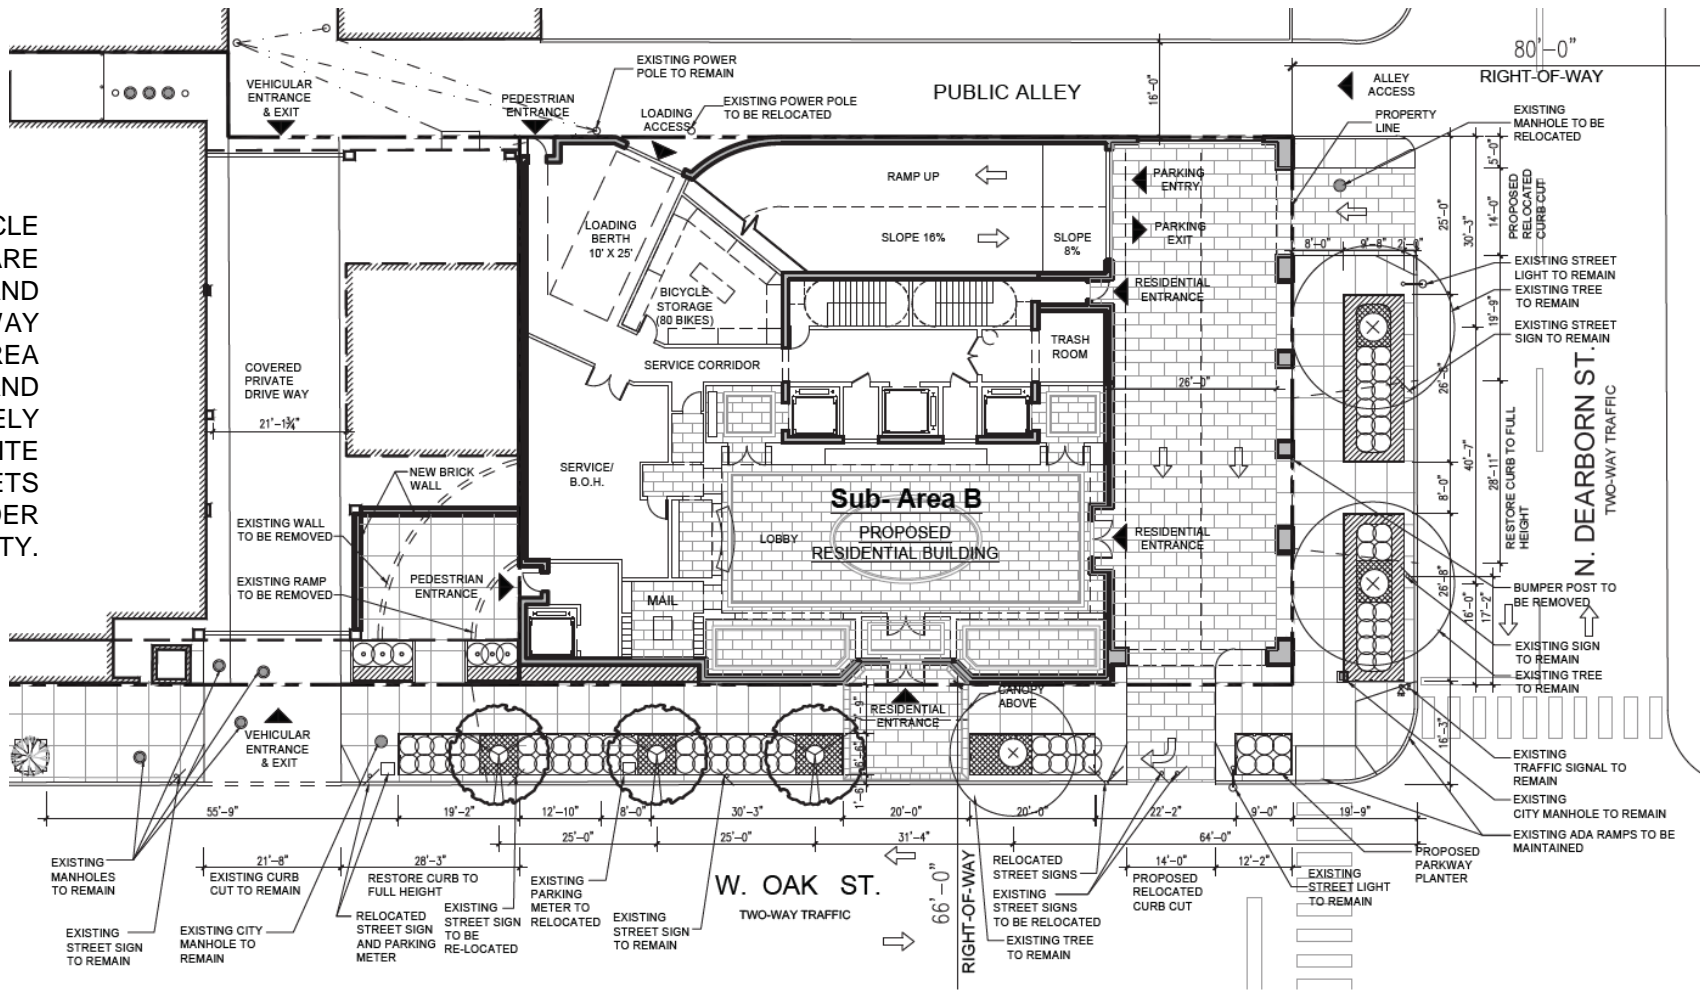 80'-0"
RIGHT-OF-WAY
PUBLIC ALLEY
16'-0"
ALLEY
ACCESS
PROPERTY
LINE
EXISTING
MANHOLE TO BE
RELOCATED
EXISTING POWER
POLE TO REMAIN
EXISTING POWER POLE
TO BE RELOCATED
LOADING
ACCESS
PEDESTRIAN
ENTRANCE
VEHICULAR
ENTRANCE
& EXIT
CLE
ARE
AND
WAY
REA
AND
ELY
ITE
ETS
DER
TY.
RAMP UP
SLOPE 16%
SLOPE
8%
PARKING
ENTRY
PARKING
EXIT
LOADING
BERTH
10' X 25'
BICYCLE
STORAGE
(80 BIKES)
RESIDENTIAL
ENTRANCE
TRASH
ROOM
SERVICE CORRIDOR
26'-0"
COVERED
PRIVATE
DRIVE WAY
21'-1¾"
SERVICE/
B.O.H.
NEW BRICK
WALL
EXISTING WALL
TO BE REMOVED
EXISTING RAMP
TO BE REMOVED
PEDESTRIAN
ENTRANCE
Sub- Area B
PROPOSED
RESIDENTIAL BUILDING
LOBBY
MAIL
RESIDENTIAL
ENTRANCE
RESIDENTIAL
ENTRANCE
CANOPY
ABOVE
5'-0"
14'-0"
PROPOSED
RELOCATED
CURB CUT
25'-0"
30'-3"
8'-0"
9'-8"
2'-0"
EXISTING STREET
LIGHT TO REMAIN
EXISTING TREE
TO REMAIN
EXISTING STREET
SIGN TO REMAIN
19'-9"
26'-8"
40'-7"
28'-11"
RESTORE CURB TO FULL
HEIGHT
8'-0"
26'-8"
16'-0"
17'-2"
16'-3"
N. DEARBORN ST.
TWO-WAY TRAFFIC
BUMPER POST TO
BE REMOVED
EXISTING SIGN
TO REMAIN
EXISTING TREE
TO REMAIN
EXISTING
TRAFFIC SIGNAL TO
REMAIN
EXISTING
CITY MANHOLE TO REMAIN
EXISTING ADA RAMPS TO BE
MAINTAINED
PROPOSED
PARKWAY
PLANTER
EXISTING
STREET LIGHT
TO REMAIN
VEHICULAR
ENTRANCE
& EXIT
7'-9"
6'-6"
1'-6"
55'-9"
19'-2"
12'-10"
8'-0"
30'-3"
20'-0"
20'-0"
22'-2"
9'-0"
19'-9"
25'-0"
25'-0"
31'-4"
64'-0"
21'-8"
28'-3"
14'-0"
12'-2"
EXISTING
MANHOLES
TO REMAIN
EXISTING CURB
CUT TO REMAIN
RESTORE CURB TO
FULL HEIGHT
EXISTING
STREET SIGN
TO REMAIN
EXISTING CITY
MANHOLE TO
REMAIN
RELOCATED
STREET SIGN
AND PARKING
METER
EXISTING
STREET SIGN
TO BE
RE-LOCATED
EXISTING
PARKING
METER TO
RELOCATED
EXISTING
STREET SIGN
TO REMAIN
W. OAK ST.
TWO-WAY TRAFFIC
66'-0"
RIGHT-OF-WAY
RELOCATED
STREET SIGNS
EXISTING
STREET SIGNS
TO BE RELOCATED
EXISTING TREE
TO REMAIN
PROPOSED
RELOCATED
CURB CUT